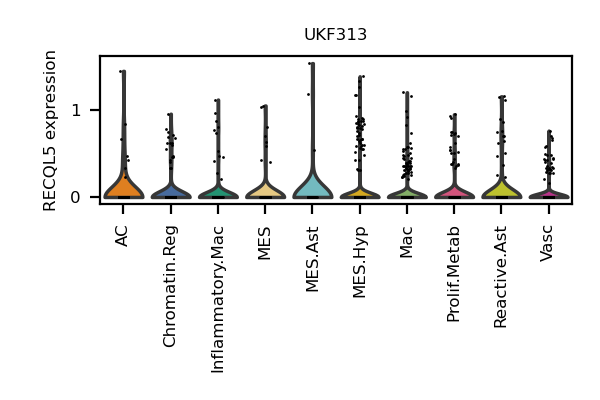 UKF313
RECQL5 expression
1
0
AC
Chromatin.Reg
Inflammatory.Mac
MES
MES.Ast
MES.Hyp
Mac
Prolif.Metab
Reactive.Ast
Vasc